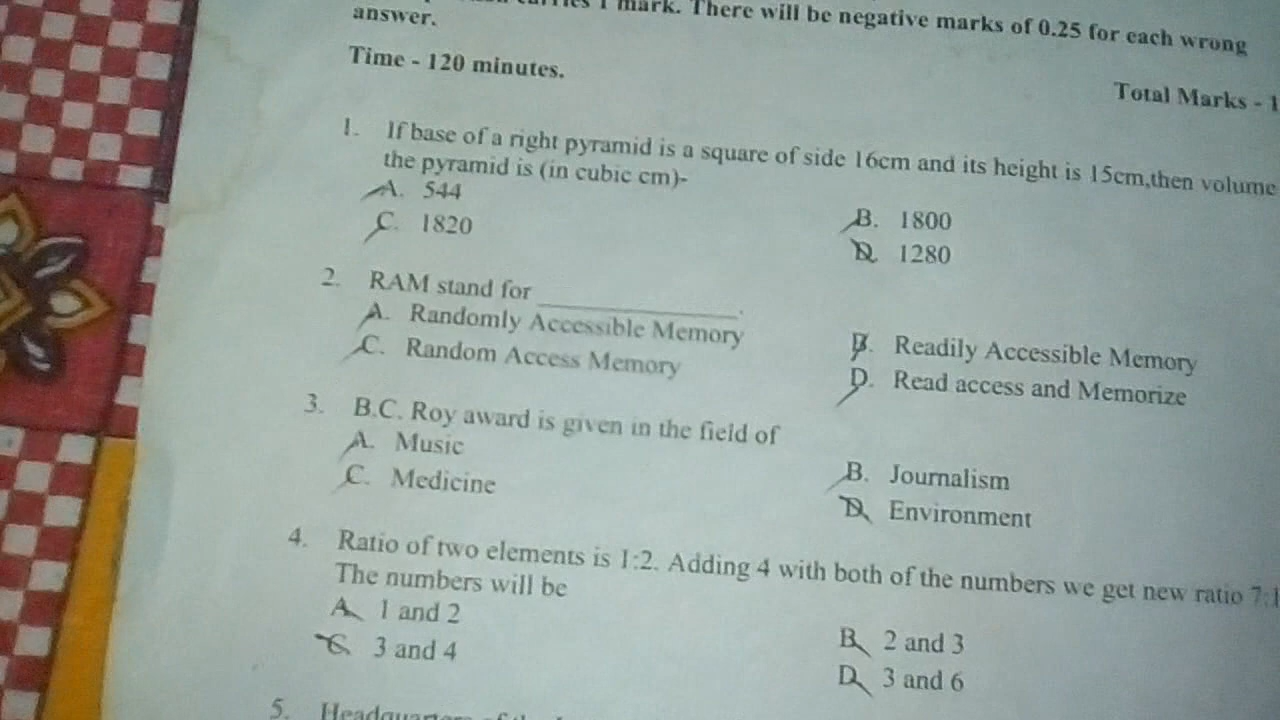 1 mark. There will be negative marks of 0.25 for each wrong
answer.
Time - 120 minutes.
Total Marks - 1
1. If base of a right pyramid is a square of side 16cm and its height is 15cm,then volume
the pyramid is (in cubic cm)-
A. 544
B. 1800
C. 1820
D. 1280
2. RAM stand for ____________.
A. Randomly Accessible Memory
B. Readily Accessible Memory
C. Random Access Memory
D. Read access and Memorize
3. B.C. Roy award is given in the field of
A. Music
B. Journalism
C. Medicine
D. Environment
4. Ratio of two elements is 1:2. Adding 4 with both of the numbers we get new ratio 7:1
The numbers will be
A. 1 and 2
B. 2 and 3
C. 3 and 4
D. 3 and 6
5.